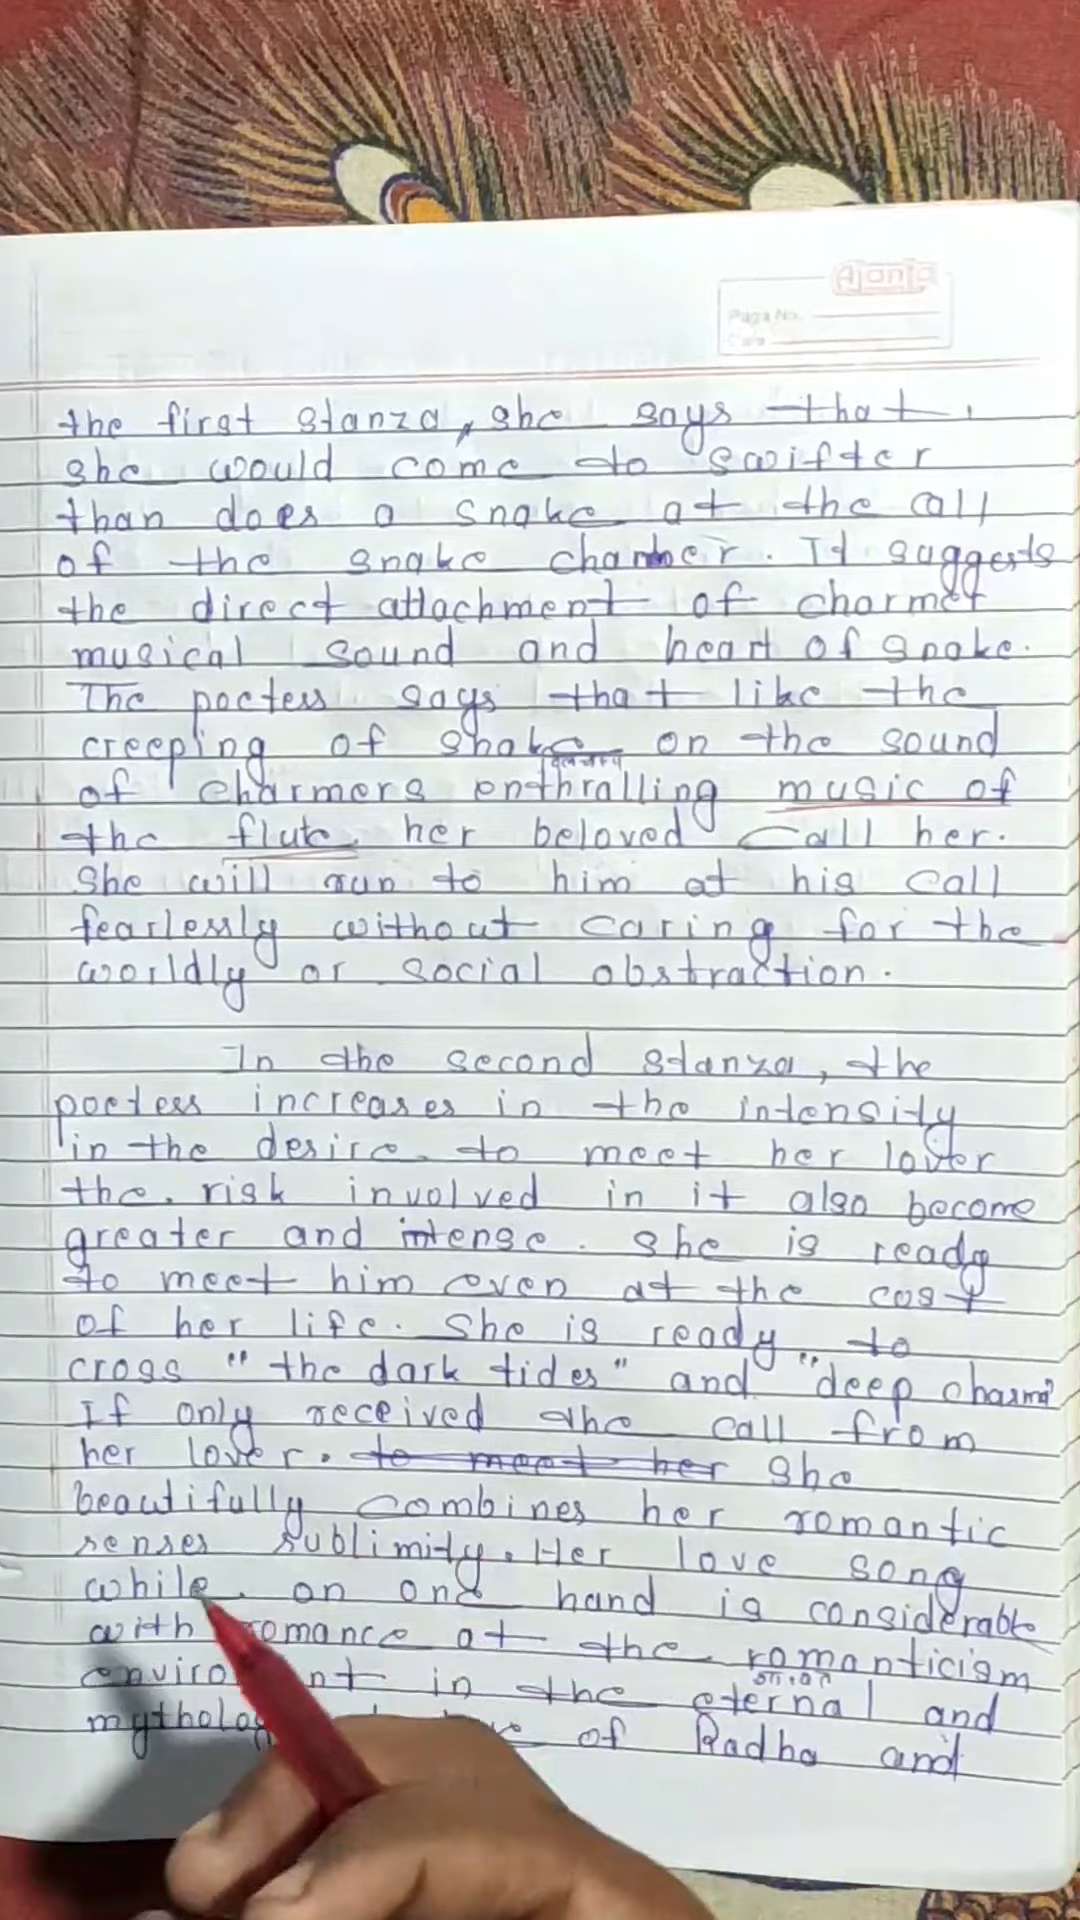 Ajanta
Page No.
Date
the first stanza, she says that,
she would come to swifter
than does a snake at the call
of the snake charmer. It suggests
the direct attachment of charmer
musical sound and heart of snake.
The poetess says that like the
creeping of snake on the sound
of charmers enthralling music of
the flute her beloved call her.
She will run to him at his call
fearlessly without caring for the
worldly or social obstraction.
In the second stanza, the
poetess increases in the intensity
in the desire to meet her lover
the risk involved in it also become
greater and intense. She is ready
to meet him even at the cost
of her life. She is ready to
cross "the dark tides" and "deep chasms"
If only received the call from
her lover. to meet her She
beautifully combines her romantic
senses sublimity. Her love song
while on one hand is considerable
with romance at the romanticism
in the eternal and
of Radha and